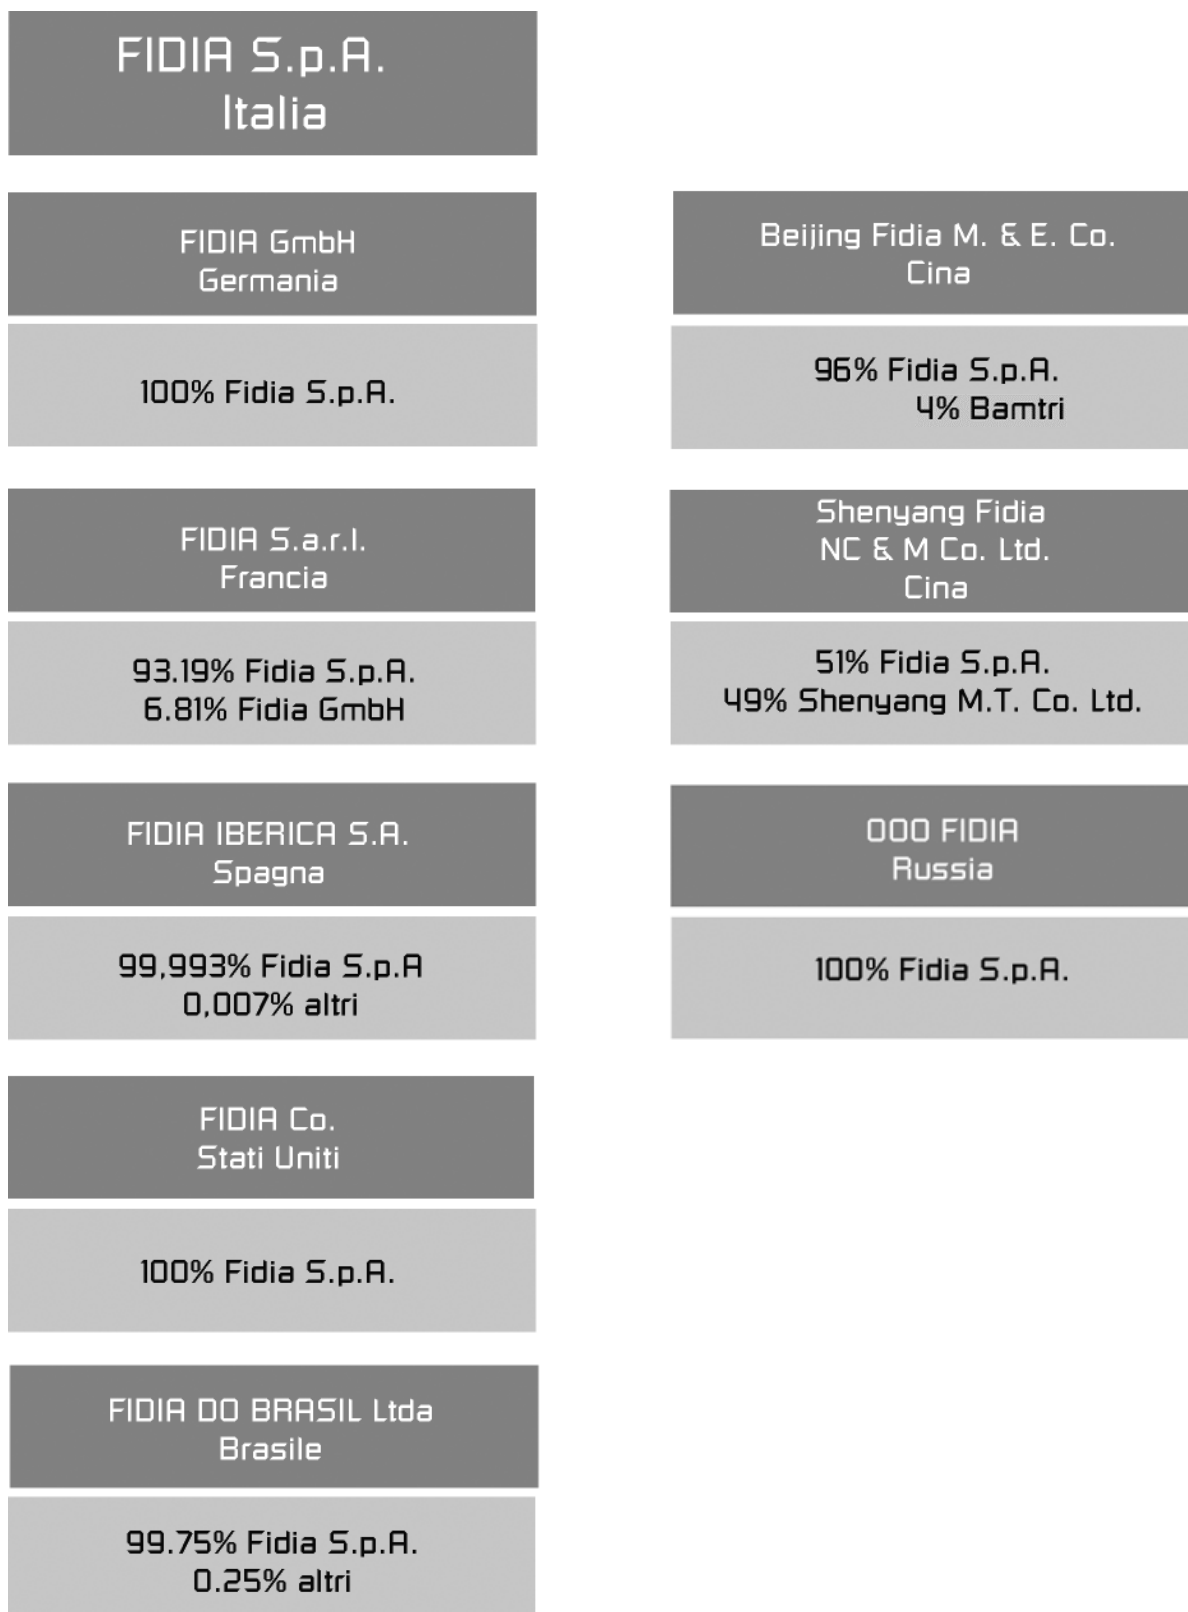 FIDIA S.p.A.
Italia
FIDIA GmbH
Germania
100% Fidia S.p.A.
FIDIA S.a.r.l.
Francia
93.19% Fidia S.p.A.
6.81% Fidia GmbH
FIDIA IBERICA S.A.
Spagna
99,993% Fidia S.p.A
0,007% altri
FIDIA Co.
Stati Uniti
100% Fidia S.p.A.
FIDIA DO BRASIL Ltda
Brasile
99.75% Fidia S.p.A.
0.25% altri
Beijing Fidia M. & E. Co.
Cina
96% Fidia S.p.A.
4% Bamtri
Shenyang Fidia
NC & M Co. Ltd.
Cina
51% Fidia S.p.A.
49% Shenyang M.T. Co. Ltd.
OOO FIDIA
Russia
100% Fidia S.p.A.